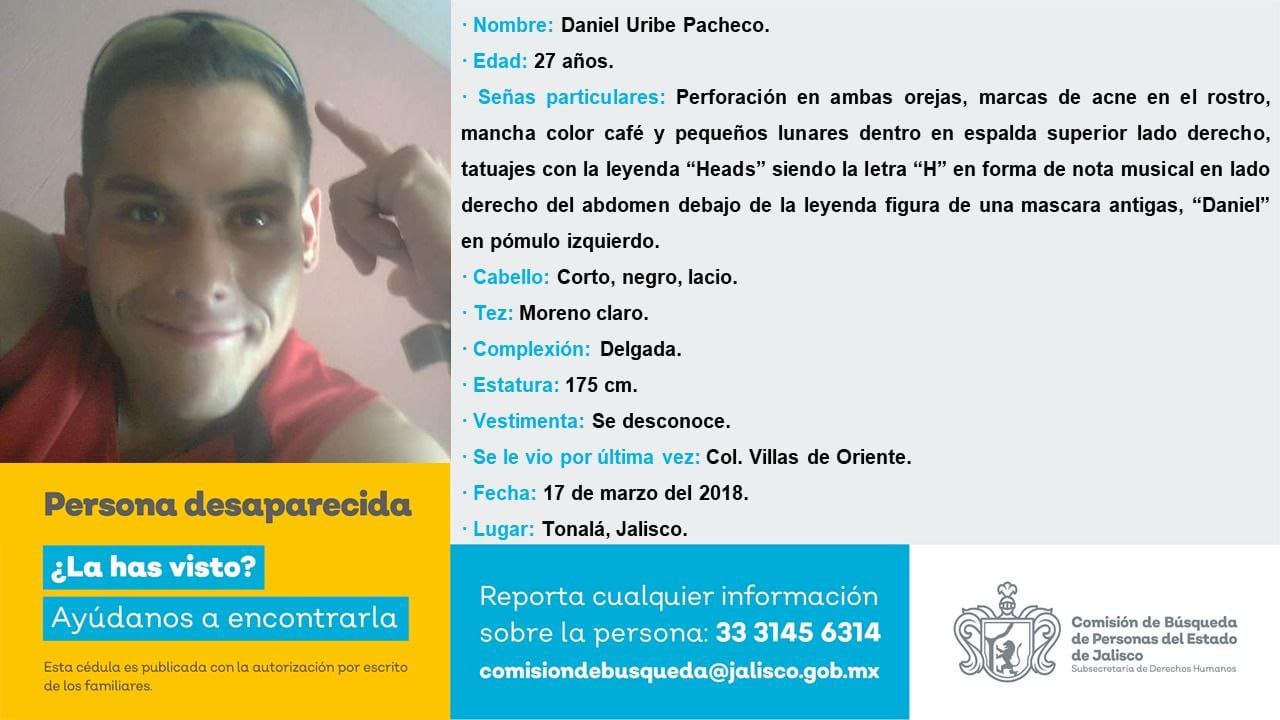 · Nombre: Daniel Uribe Pacheco.
· Edad: 27 años.
· Señas particulares: Perforación en ambas orejas, marcas de acne en el rostro,
mancha color café y pequeños lunares dentro en espalda superior lado derecho,
tatuajes con la leyenda “Heads” siendo la letra “H” en forma de nota musical en lado
derecho del abdomen debajo de la leyenda figura de una mascara antigas, “Daniel”
en pómulo izquierdo.
· Cabello: Corto, negro, lacio.
· Tez: Moreno claro.
· Complexión: Delgada.
· Estatura: 175 cm.
· Vestimenta: Se desconoce.
· Se le vio por última vez: Col. Villas de Oriente.
· Fecha: 17 de marzo del 2018.
· Lugar: Tonalá, Jalisco.
Persona desaparecida
¿La has visto?
Ayúdanos a encontrarla
Esta cédula es publicada con la autorización por escrito
de los familiares.
Reporta cualquier información
sobre la persona: 33 3145 6314
comisiondebusqueda@jalisco.gob.mx
Comisión de Búsqueda
de Personas del Estado
de Jalisco
Subsecretaría de Derechos Humanos